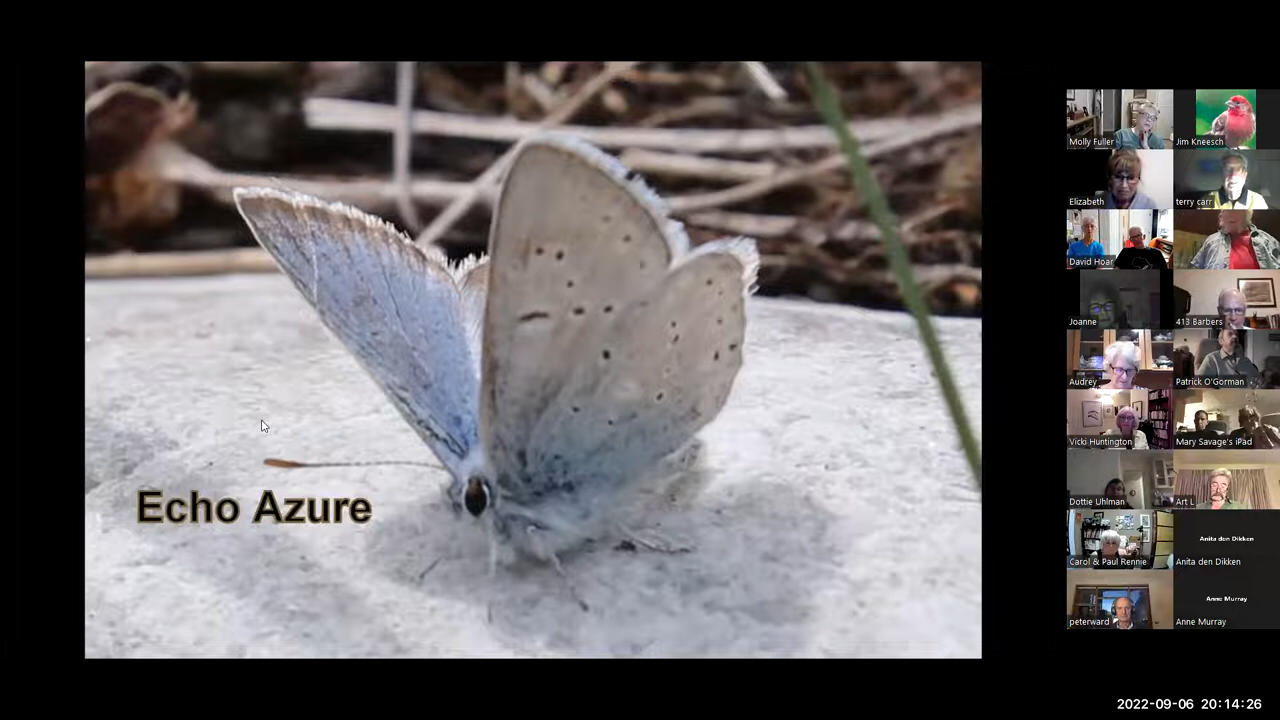 Echo Azure
Molly Fuller
Jim Kneesch
Elizabeth
terry carr
David Hoar
Joanne
413 Barbers
Audrey
Patrick O'Gorman
Vicki Huntington
Mary Savage's iPad
Dottie Uhlman
Art L
Carol & Paul Rennie
Anita den Dikken
Anita den Dikken
peterward
Anne Murray
Anne Murray
2022-09-06 20:14:26